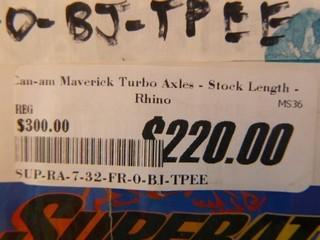 O-BJ-TPEE
Can-am Maverick Turbo Axles - Stock Length -
Rhino
MS36
REG
$300.00
$220.00
SUP-RA-7-32-FR-0-BJ-TPEE
SUPERAT